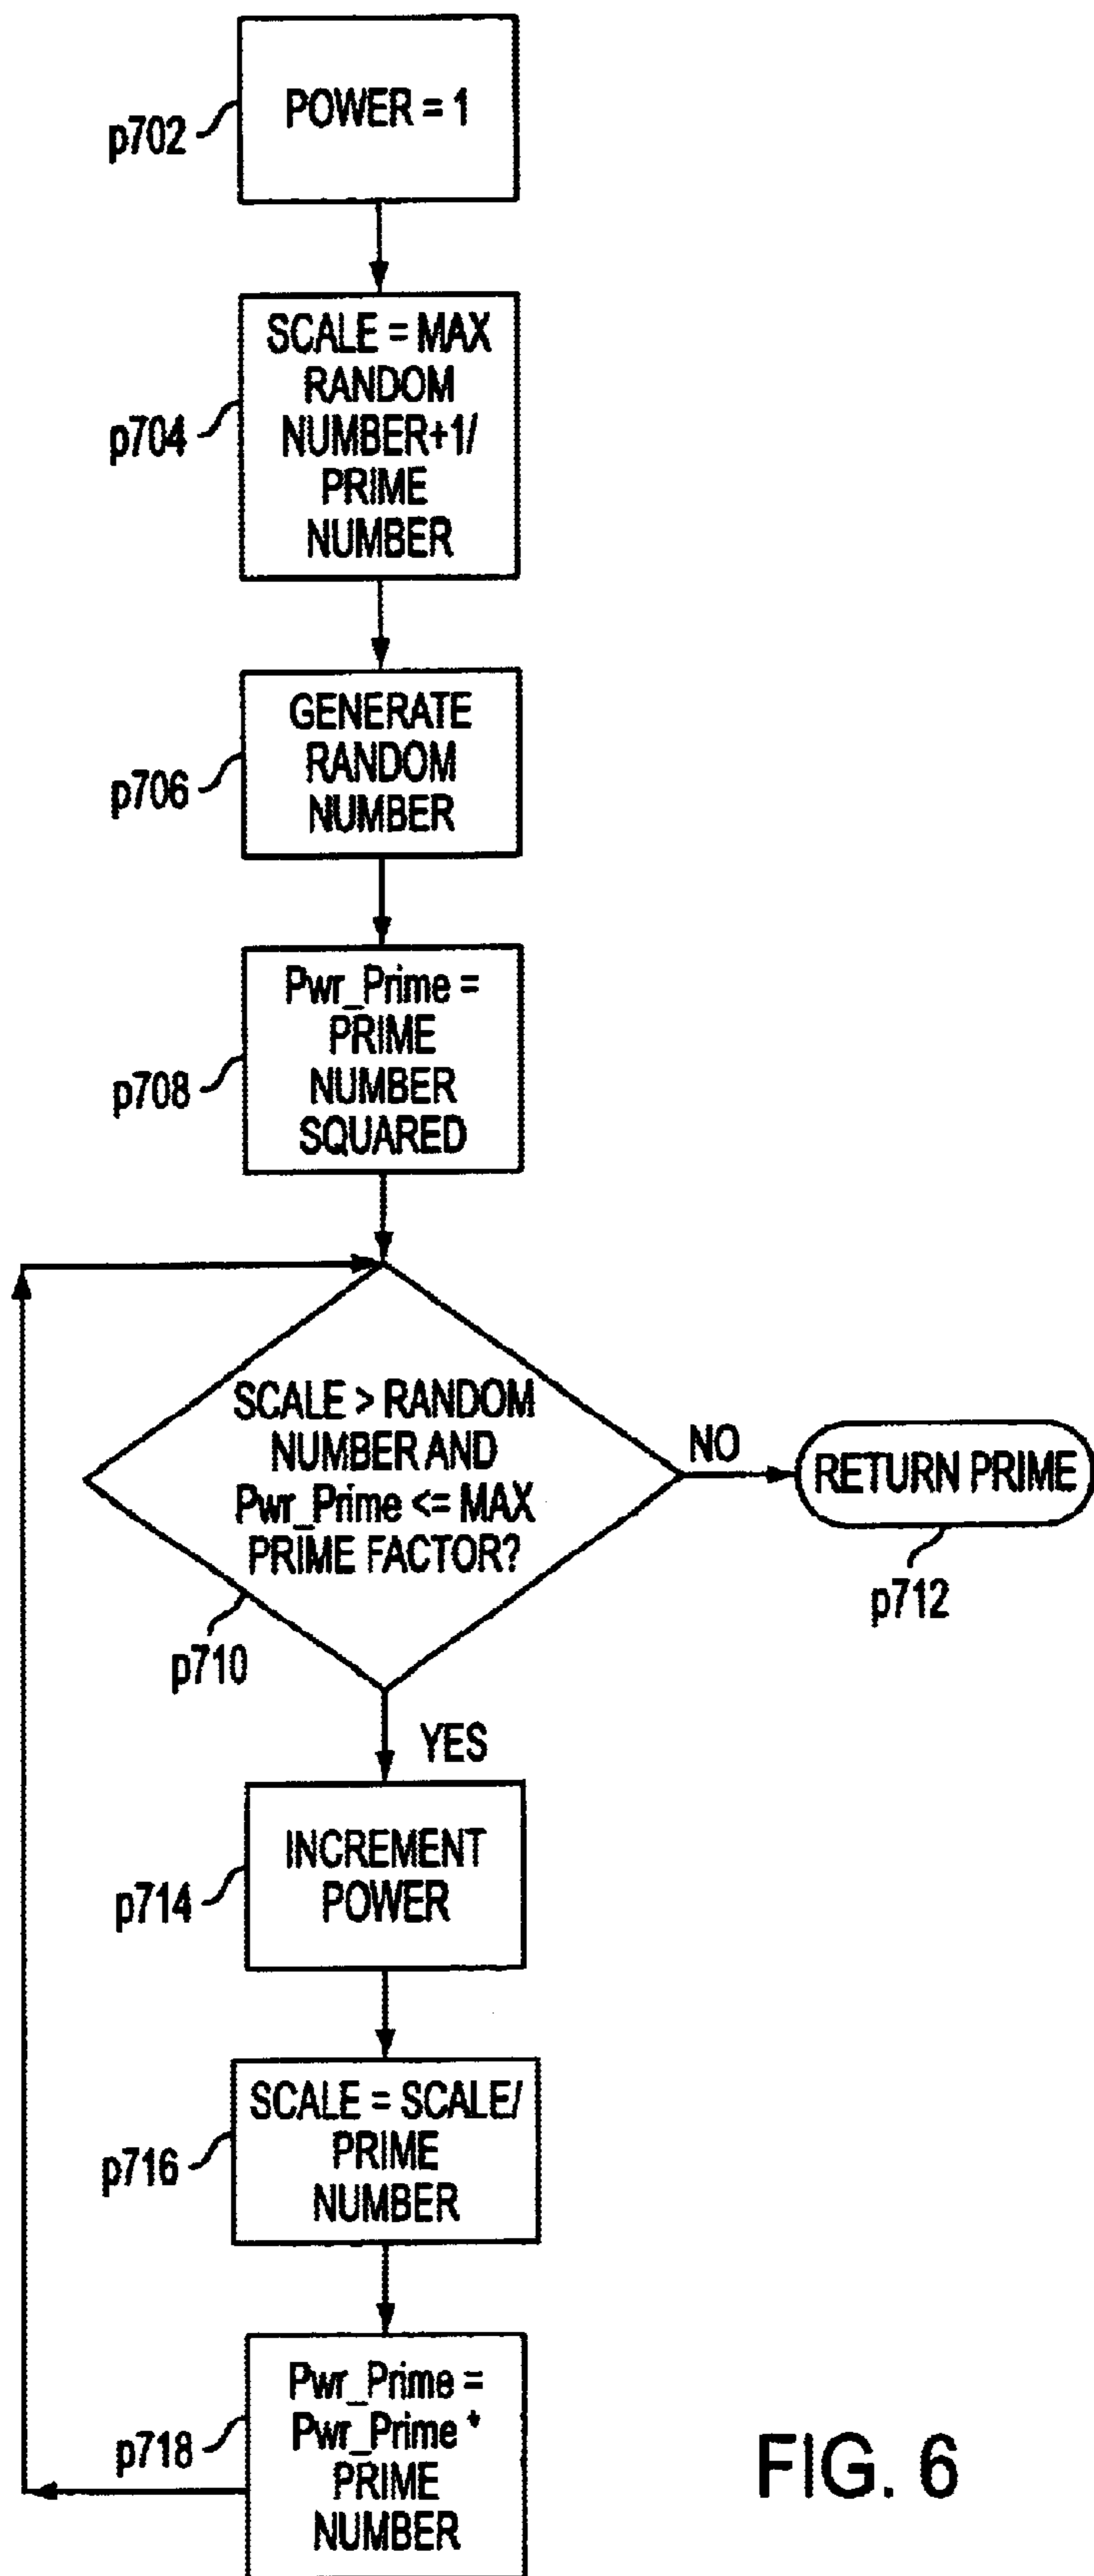 POWER = 1
p702
SCALE = MAX
RANDOM
NUMBER+1/
PRIME
NUMBER
p704
GENERATE
RANDOM
NUMBER
p706
Pwr_Prime =
PRIME
NUMBER
SQUARED
p708
SCALE > RANDOM
NUMBER AND
Pwr_Prime <= MAX
PRIME FACTOR?
p710
NO
RETURN PRIME
p712
YES
INCREMENT
POWER
p714
SCALE = SCALE/
PRIME
NUMBER
p716
Pwr_Prime =
Pwr_Prime *
PRIME
NUMBER
p718
FIG. 6